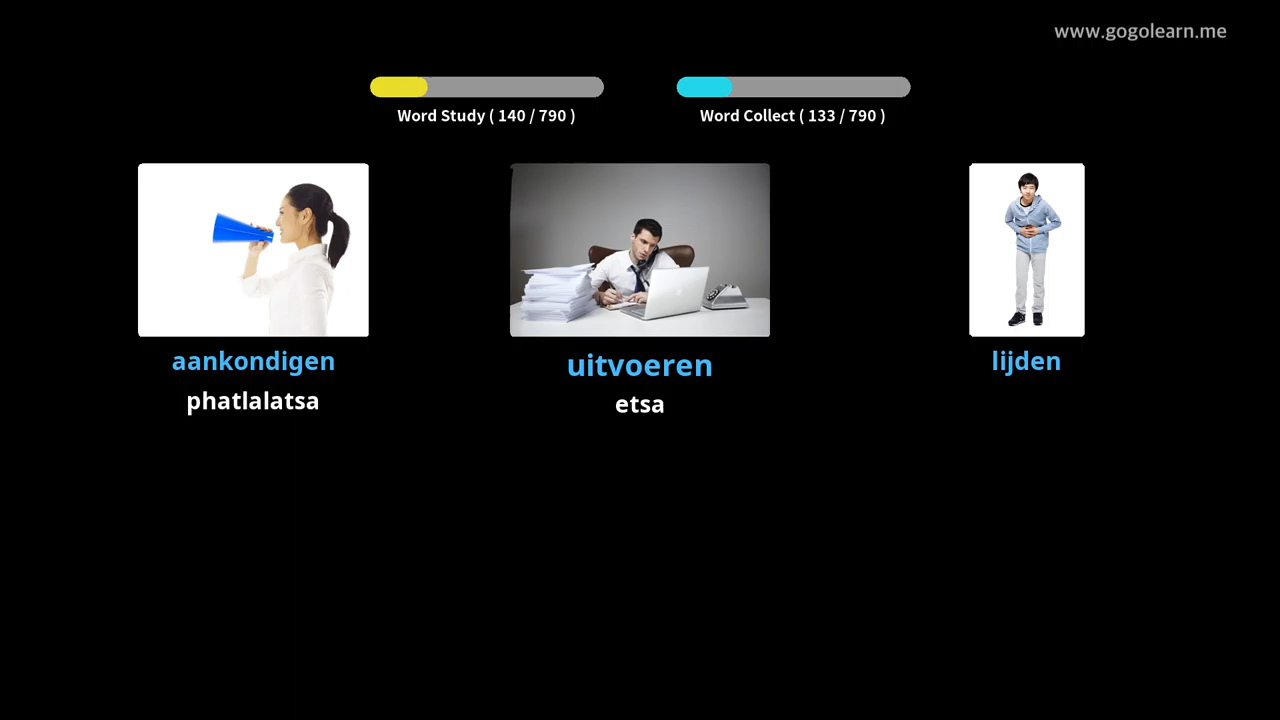 www.gogolearn.me
Word Study ( 140 / 790 )
Word Collect ( 133 / 790 )
aankondigen
phatlalatsa
uitvoeren
etsa
lijden